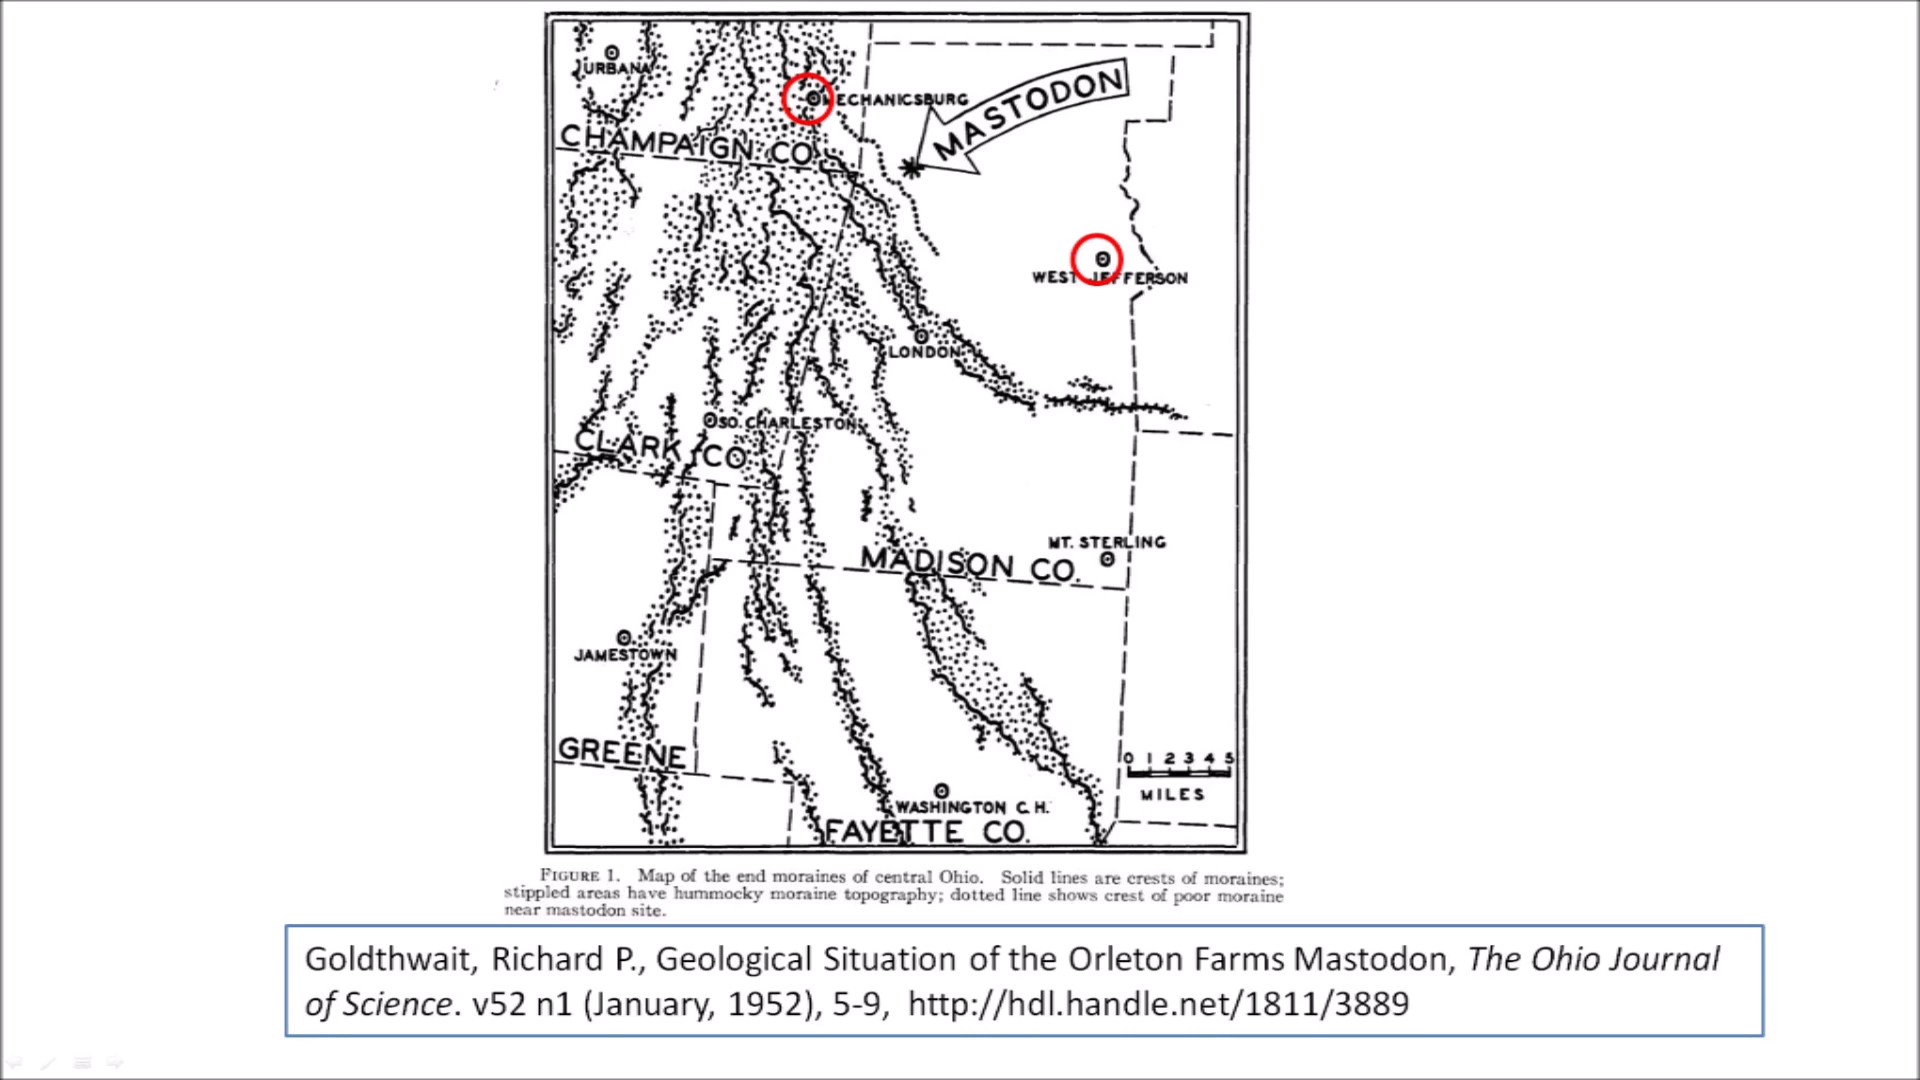 URBANA
MECHANICSBURG
MASTODON
CHAMPAIGN CO.
WEST JEFFERSON
LONDON
SO. CHARLESTON
CLARK CO.
MT. STERLING
MADISON CO.
JAMESTOWN
GREENE
0 1 2 3 4 5
MILES
WASHINGTON C. H.
FAYETTE CO.
FIGURE 1. Map of the end moraines of central Ohio. Solid lines are crests of moraines;
stippled areas have hummocky moraine topography; dotted line shows crest of poor moraine
near mastodon site.
Goldthwait, Richard P., Geological Situation of the Orleton Farms Mastodon, The Ohio Journal
of Science. v52 n1 (January, 1952), 5-9, http://hdl.handle.net/1811/3889